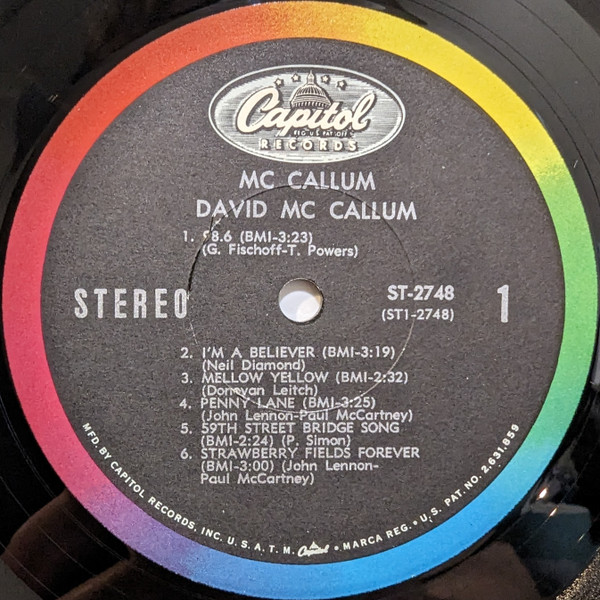 Capitol
REG. U.S. PAT. OFF.
RECORDS
MC CALLUM
DAVID MC CALLUM
1. 98.6 (BMI-3:23)
(G. Fischoff-T. Powers)
STEREO
ST-2748
(ST1-2748)
1
2. I'M A BELIEVER (BMI-3:19)
(Neil Diamond)
3. MELLOW YELLOW (BMI-2:32)
(Donovan Leitch)
4. PENNY LANE (BMI-3:25)
(John Lennon-Paul McCartney)
5. 59TH STREET BRIDGE SONG
(BMI-2:24) (P. Simon)
6. STRAWBERRY FIELDS FOREVER
(BMI-3:00) (John Lennon-
Paul McCartney)
MFD. BY CAPITOL RECORDS, INC. U.S.A. T.M. Capitol • MARCA REG. • U.S. PAT. NO. 2,631,859